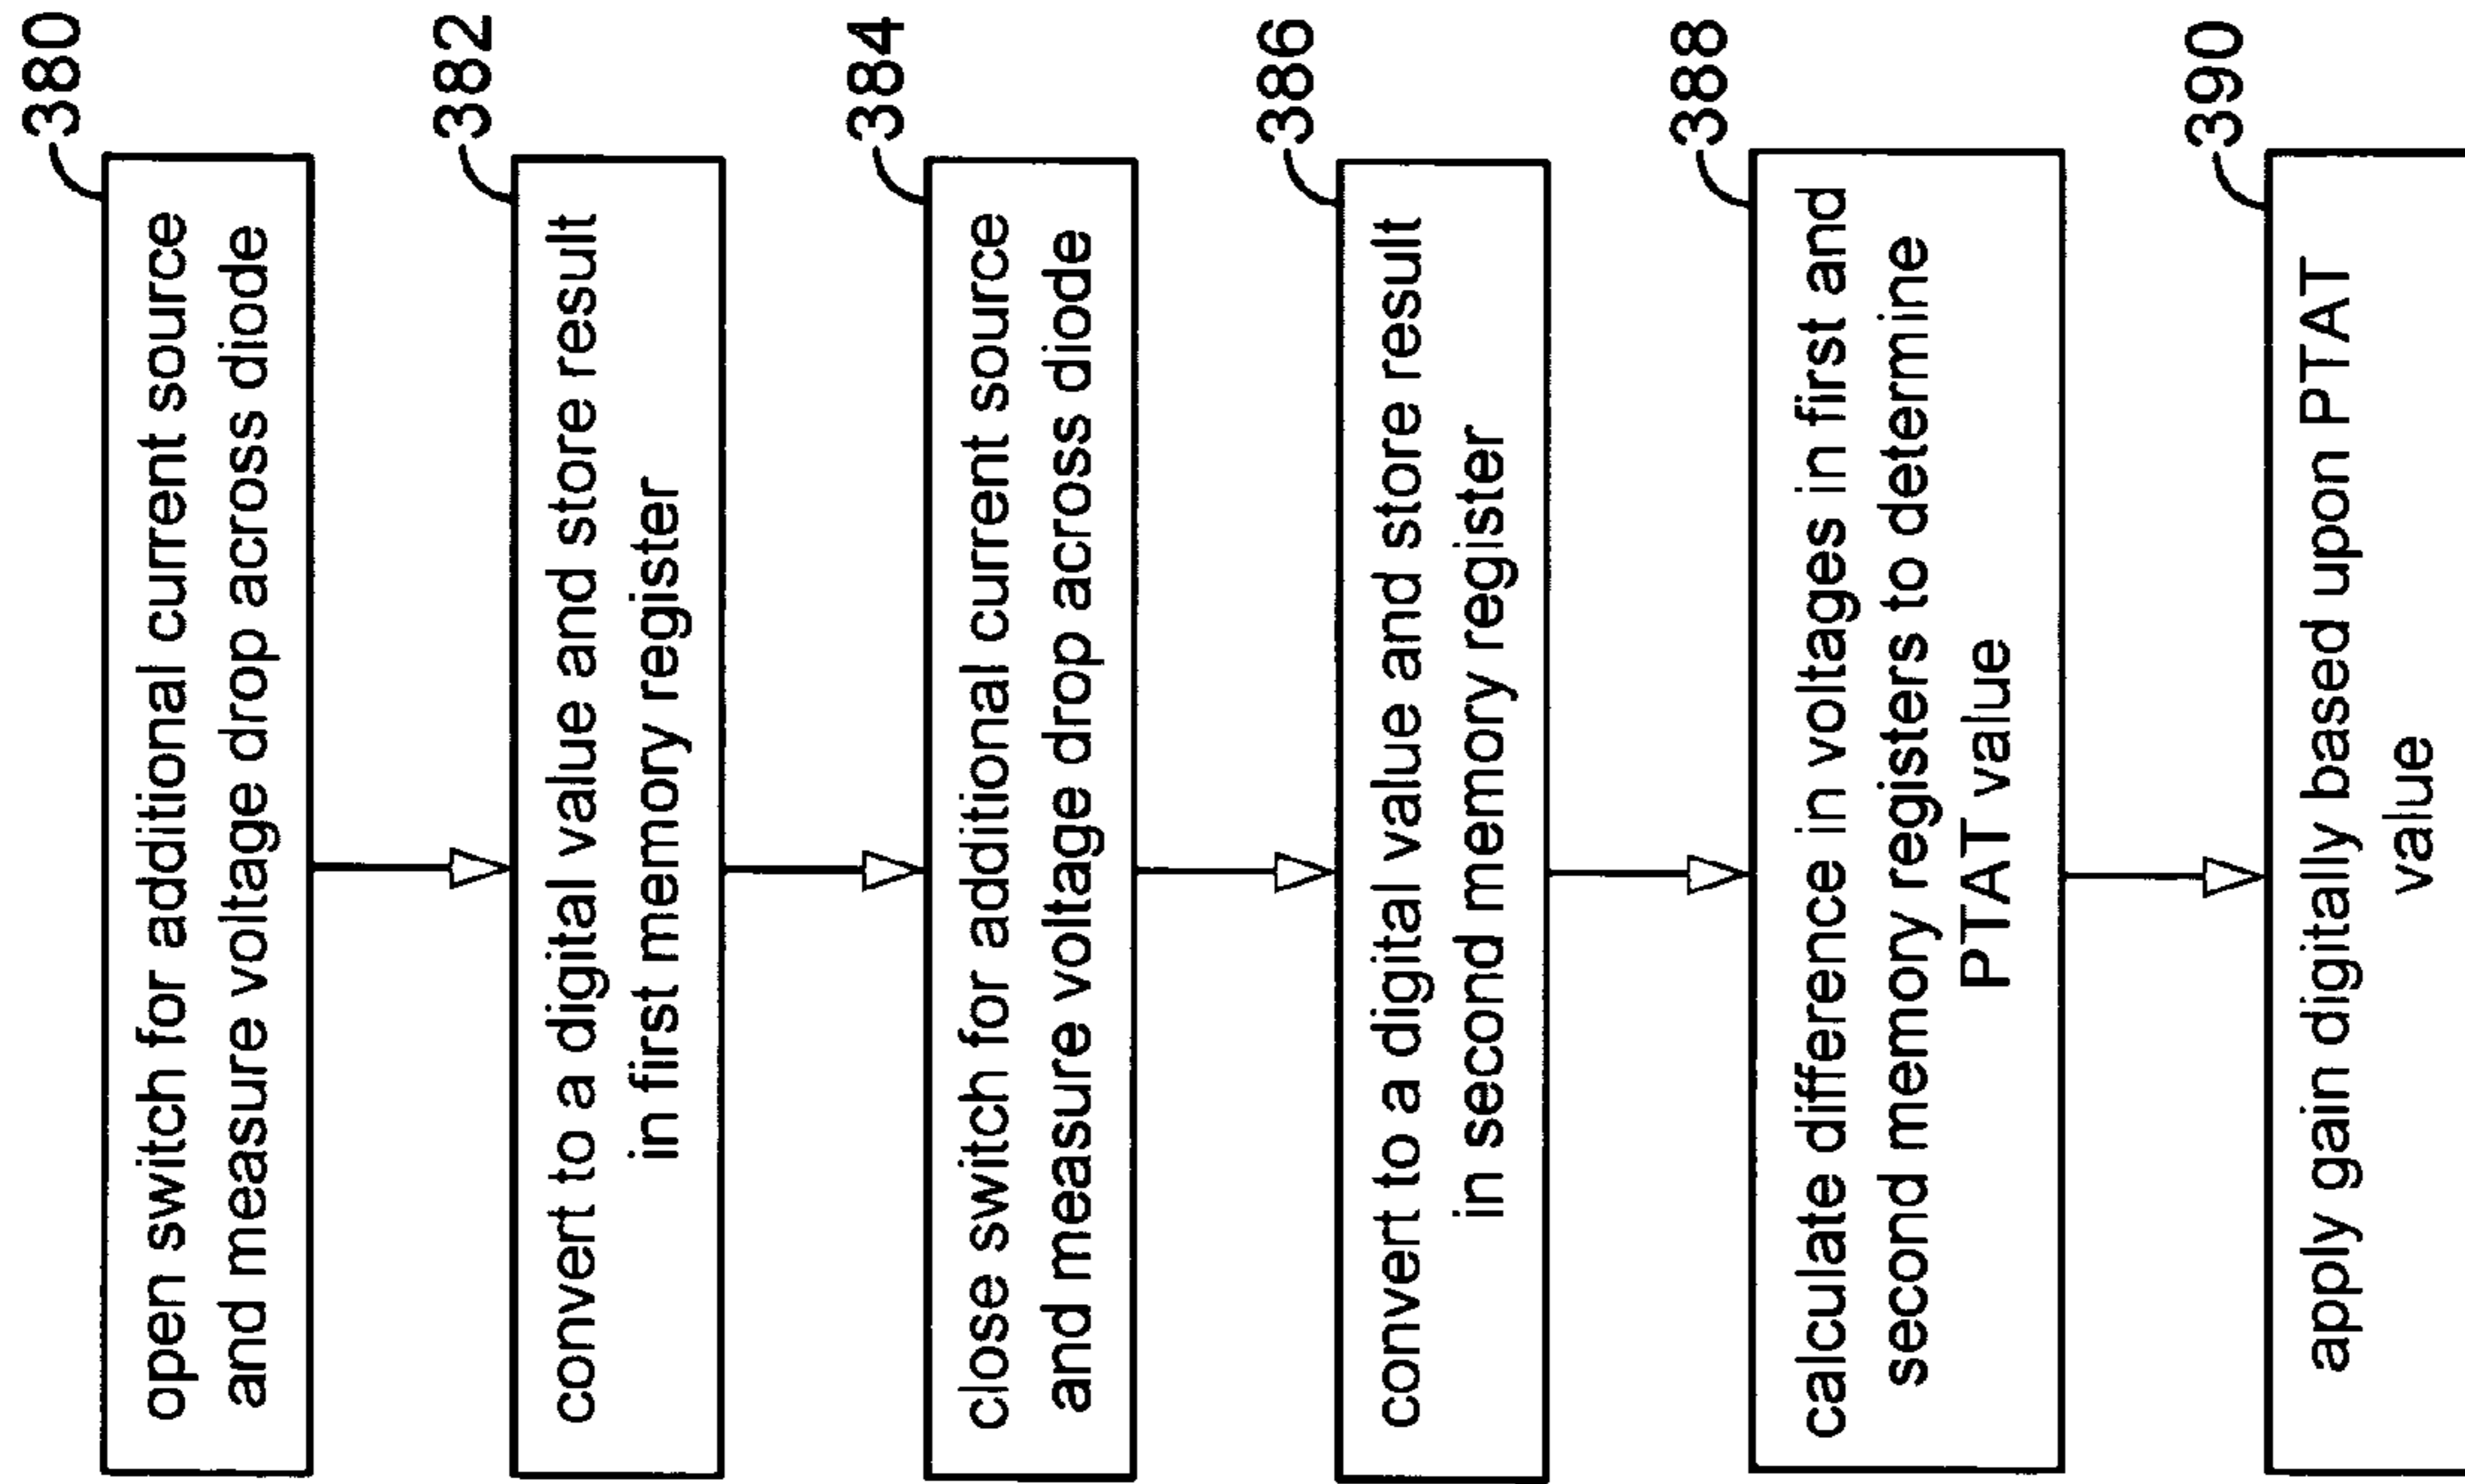 380
open switch for additional current source
and measure voltage drop across diode
382
convert to a digital value and store result
in first memory register
384
close switch for additional current source
and measure voltage drop across diode
386
convert to a digital value and store result
in second memory register
388
calculate difference in voltages in first and
second memory registers to determine
PTAT value
390
apply gain digitally based upon PTAT
value